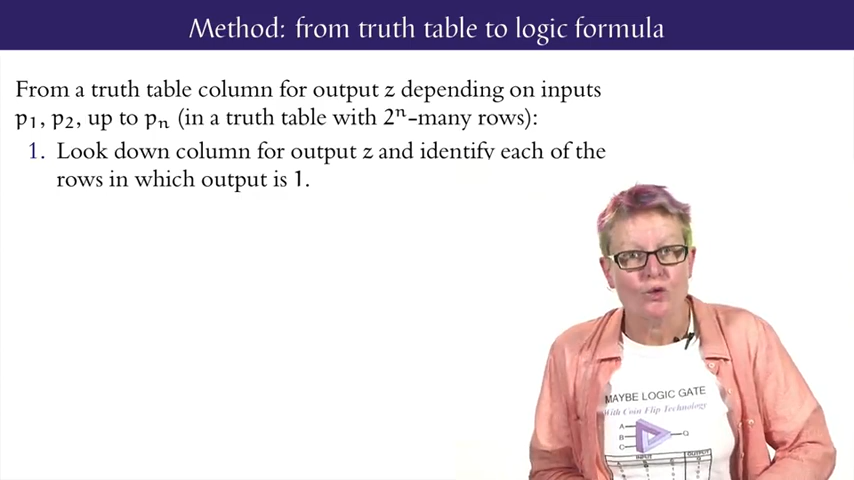 Method: from truth table to logic formula
From a truth table column for output z depending on inputs
p₁, p₂, up to pₙ (in a truth table with 2ⁿ-many rows):
1. Look down column for output z and identify each of the
rows in which output is 1.
MAYBE LOGIC GATE
With Coin Flip Technology
A
B
C
Q
INPUT
OUTPUT